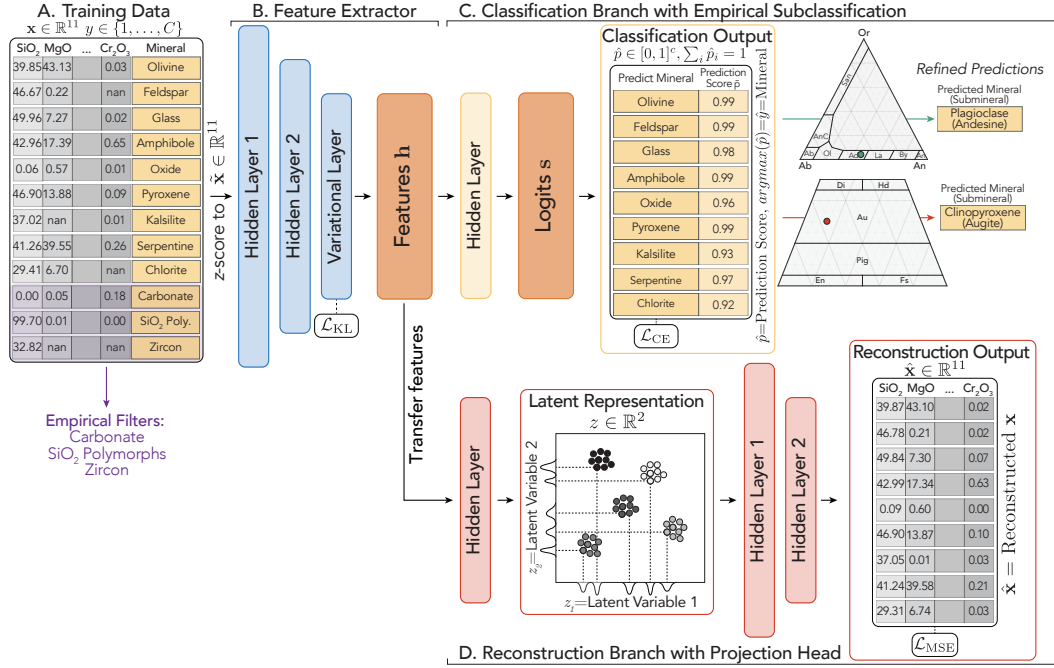 A. Training Data
x ∈ ℝ¹¹ y ∈ {1, . . . , C}
SiO₂ MgO ... Cr₂O₃ Mineral
39.85 43.13 0.03 Olivine
46.67 0.22 nan Feldspar
49.96 7.27 0.02 Glass
42.96 17.39 0.65 Amphibole
0.06 0.57 0.01 Oxide
46.90 13.88 0.09 Pyroxene
37.02 nan 0.01 Kalsilite
41.26 39.55 0.26 Serpentine
29.41 6.70 nan Chlorite
0.00 0.05 0.18 Carbonate
99.70 0.01 0.00 SiO₂ Poly.
32.82 nan nan Zircon
Empirical Filters:
Carbonate
SiO₂ Polymorphs
Zircon
z-score to x̃ ∈ ℝ¹¹
B. Feature Extractor
Hidden Layer 1
Hidden Layer 2
Variational Layer
ℒKL
Features h
Transfer features
C. Classification Branch with Empirical Subclassification
Hidden Layer
Logits s
Classification Output
p̂ ∈ [0, 1]ᶜ, ∑ᵢ p̂ᵢ = 1
Predict Mineral Prediction Score p̂
Olivine 0.99
Feldspar 0.99
Glass 0.98
Amphibole 0.99
Oxide 0.96
Pyroxene 0.99
Kalsilite 0.93
Serpentine 0.97
Chlorite 0.92
ℒCE
p̂=Prediction Score, argmax(p̂)=ŷ=Mineral
Or
San
AnC
Ab Ol Ad La By An
Ab An
Refined Predictions
Predicted Mineral
(Submineral)
Plagioclase
(Andesine)
Di Hd
Au
Pig
En Fs
Predicted Mineral
(Submineral)
Clinopyroxene
(Augite)
Hidden Layer
Latent Representation
z ∈ ℝ²
z₂=Latent Variable 2
z₁=Latent Variable 1
Hidden Layer 1
Hidden Layer 2
Reconstruction Output
x̂ ∈ ℝ¹¹
SiO₂ MgO ... Cr₂O₃
39.87 43.10 0.02
46.78 0.21 0.02
49.84 7.30 0.07
42.99 17.34 0.63
0.09 0.60 0.00
46.90 13.87 0.10
37.05 0.01 0.03
41.24 39.58 0.21
29.31 6.74 0.03
ℒMSE
x̂ = Reconstructed x
D. Reconstruction Branch with Projection Head